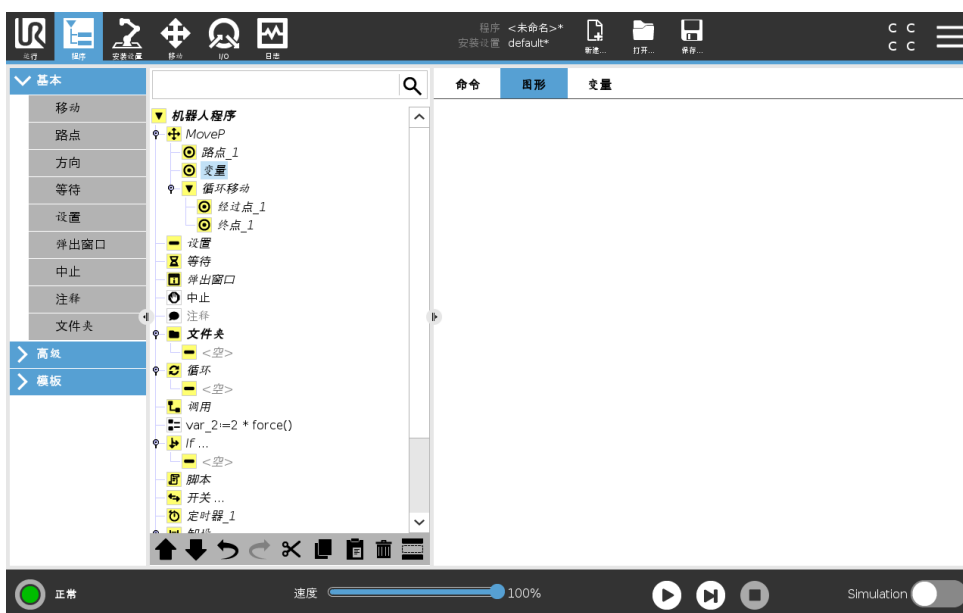 UR
运行
程序
安装设置
移动
I/O
日志
程序 <未命名>*
安装设置 default*
新建...
打开...
保存...
C C
C C
基本
移动
路点
方向
等待
设置
弹出窗口
中止
注释
文件夹
高级
模板
机器人程序
MoveP
路点_1
变量
循环移动
经过点_1
终点_1
设置
等待
弹出窗口
中止
注释
文件夹
<空>
循环
<空>
调用
var_2:=2 * force()
If ...
<空>
脚本
开关 ...
定时器_1
命令 图形 变量
正常
速度 100%
Simulation